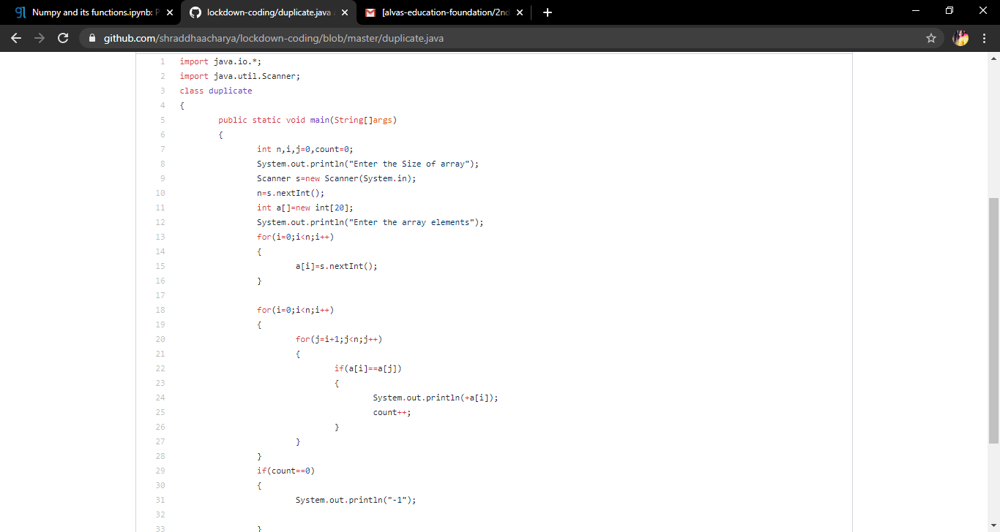 Numpy and its functions.ipynb: P
lockdown-coding/duplicate.java
[alvas-education-foundation/2nd
github.com/shraddhaacharya/lockdown-coding/blob/master/duplicate.java
1 import java.io.*;
2 import java.util.Scanner;
3 class duplicate
4 {
5 public static void main(String[]args)
6 {
7 int n,i,j=0,count=0;
8 System.out.println("Enter the Size of array");
9 Scanner s=new Scanner(System.in);
10 n=s.nextInt();
11 int a[]=new int[20];
12 System.out.println("Enter the array elements");
13 for(i=0;i<n;i++)
14 {
15 a[i]=s.nextInt();
16 }
17
18 for(i=0;i<n;i++)
19 {
20 for(j=i+1;j<n;j++)
21 {
22 if(a[i]==a[j])
23 {
24 System.out.println(+a[i]);
25 count++;
26 }
27 }
28 }
29 if(count==0)
30 {
31 System.out.println("-1");
32
33 }